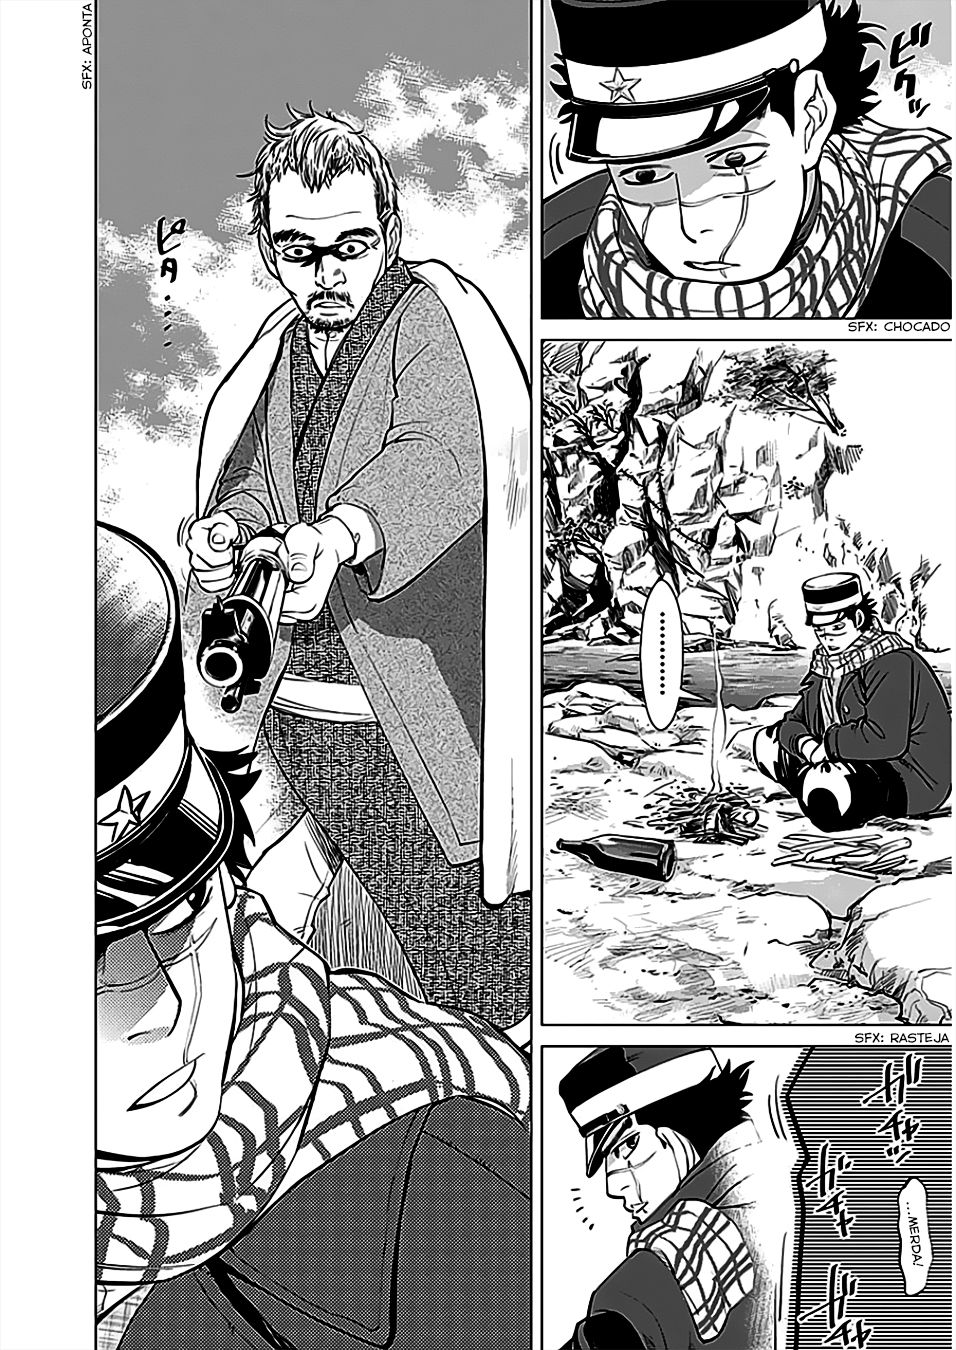 ビクッ
SFX: CHOCADO
............
SFX: RASTEJA
ガチャッ
ガチャ
...MERDA!
ガチャ
SFX: APONTA
ピタ...